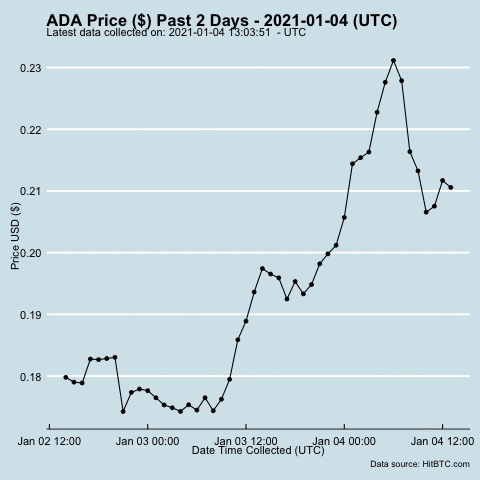 ADA Price ($) Past 2 Days - 2021-01-04 (UTC)
Latest data collected on: 2021-01-04 13:03:51  - UTC
0.23
0.22
0.21
0.20
0.19
0.18
Price USD ($)
Jan 02 12:00 Jan 03 00:00 Jan 03 12:00 Jan 04 00:00 Jan 04 12:00
Date Time Collected (UTC)
Data source: HitBTC.com